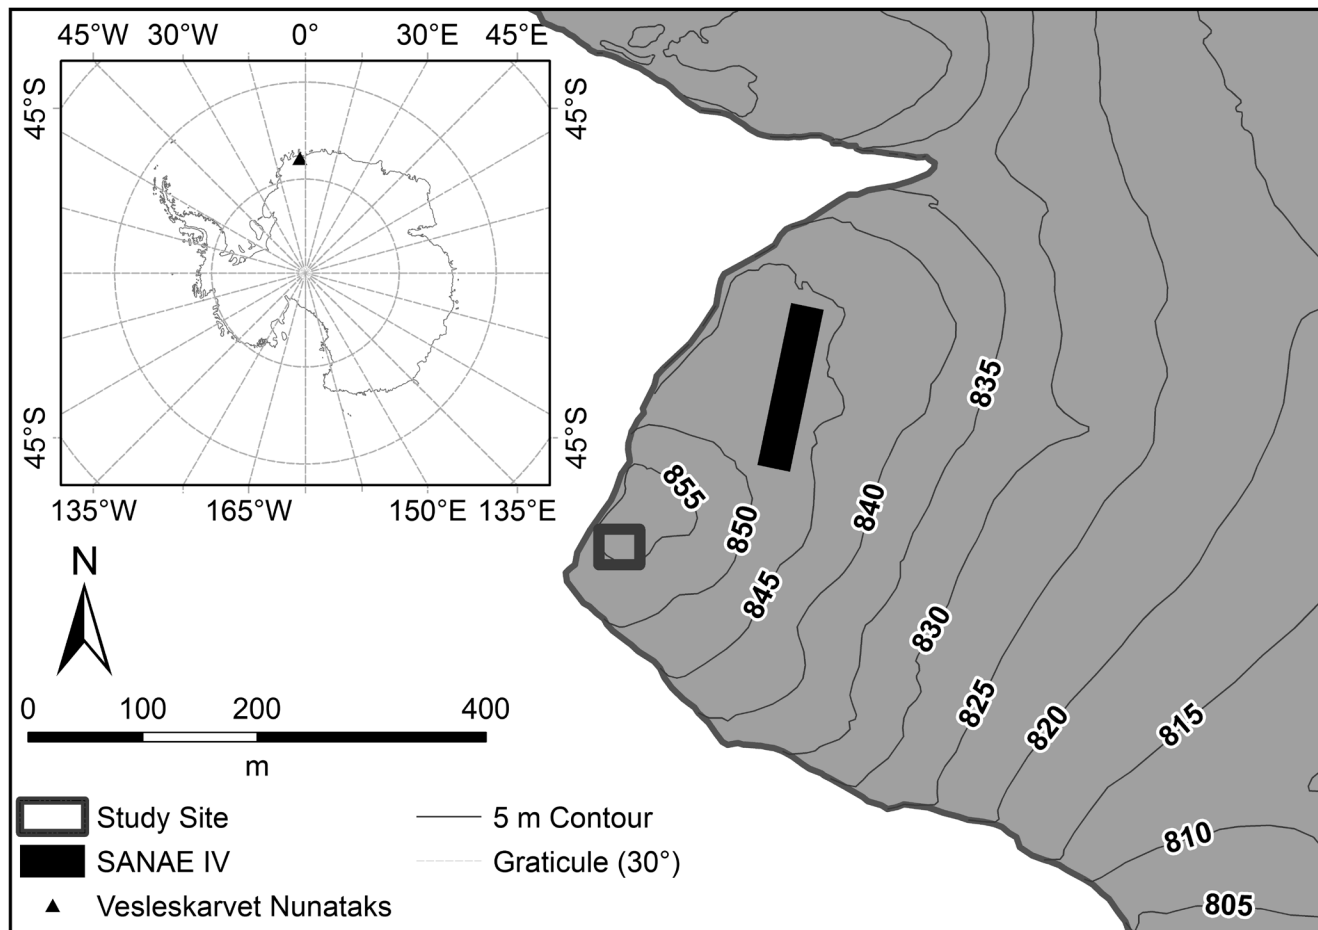 45°W 30°W 0° 30°E 45°E
45°S
45°S
45°S
45°S
135°W 165°W 150°E 135°E
N
0 100 200 400
m
Study Site
SANAE IV
Vesleskarvet Nunataks
5 m Contour
Graticule (30°)
855
850
845
840
835
830
825
820
815
810
805